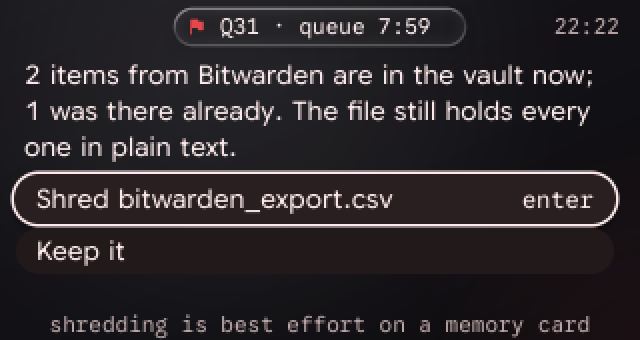 Q31 · queue 7:59
22:22
2 items from Bitwarden are in the vault now;
1 was there already. The file still holds every
one in plain text.
Shred bitwarden_export.csv enter
Keep it
shredding is best effort on a memory card